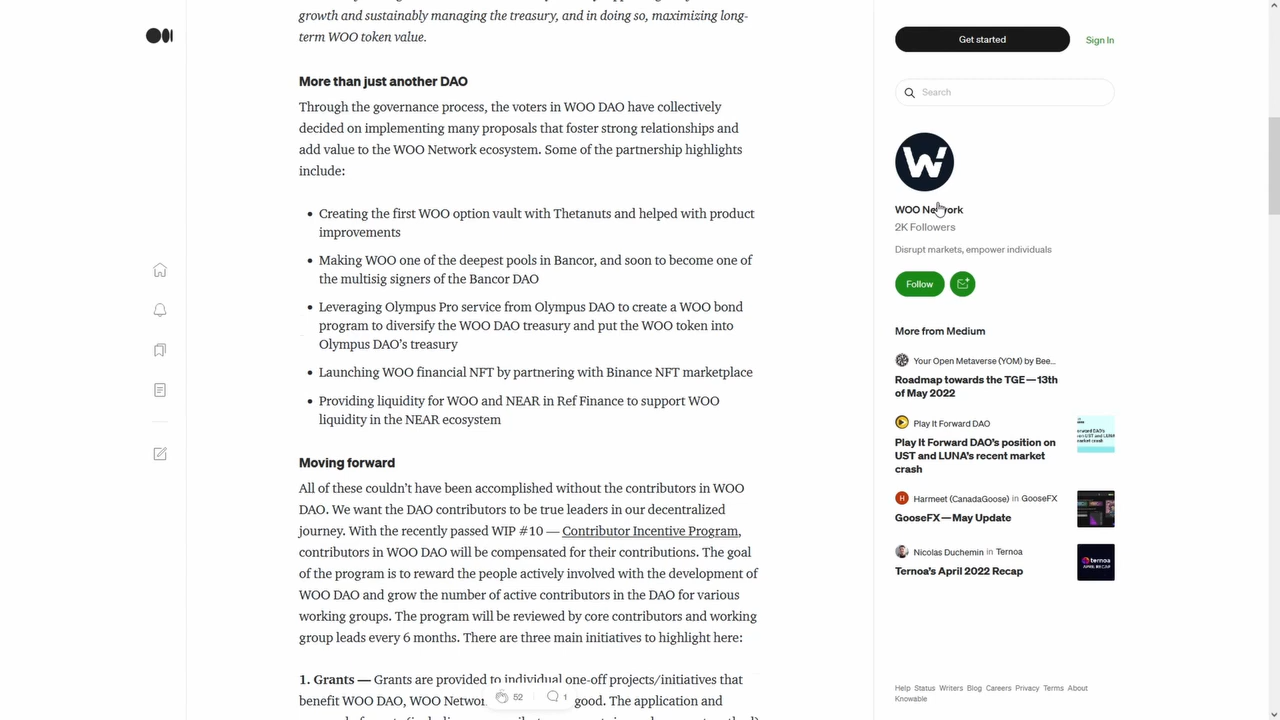 growth and sustainably managing the treasury, and in doing so, maximizing long-
term WOO token value.
More than just another DAO
Through the governance process, the voters in WOO DAO have collectively
decided on implementing many proposals that foster strong relationships and
add value to the WOO Network ecosystem. Some of the partnership highlights
include:
• Creating the first WOO option vault with Thetanuts and helped with product
improvements
• Making WOO one of the deepest pools in Bancor, and soon to become one of
the multisig signers of the Bancor DAO
• Leveraging Olympus Pro service from Olympus DAO to create a WOO bond
program to diversify the WOO DAO treasury and put the WOO token into
Olympus DAO’s treasury
• Launching WOO financial NFT by partnering with Binance NFT marketplace
• Providing liquidity for WOO and NEAR in Ref Finance to support WOO
liquidity in the NEAR ecosystem
Moving forward
All of these couldn’t have been accomplished without the contributors in WOO
DAO. We want the DAO contributors to be true leaders in our decentralized
journey. With the recently passed WIP #10 — Contributor Incentive Program,
contributors in WOO DAO will be compensated for their contributions. The goal
of the program is to reward the people actively involved with the development of
WOO DAO and grow the number of active contributors in the DAO for various
working groups. The program will be reviewed by core contributors and working
group leads every 6 months. There are three main initiatives to highlight here:
1. Grants — Grants are provided to individual one-off projects/initiatives that
benefit WOO DAO, WOO Networ good. The application and
52 1
Get started Sign In
Search
W
WOO Network
2K Followers
Disrupt markets, empower individuals
Follow
More from Medium
Your Open Metaverse (YOM) by Bee...
Roadmap towards the TGE — 13th
of May 2022
Play It Forward DAO
Play It Forward DAO’s position on
UST and LUNA’s recent market
crash
H Harmeet (CanadaGoose) in GooseFX
GooseFX — May Update
Nicolas Duchemin in Ternoa
Ternoa’s April 2022 Recap
ternoa
APRIL RECAP
Help Status Writers Blog Careers Privacy Terms About
Knowable